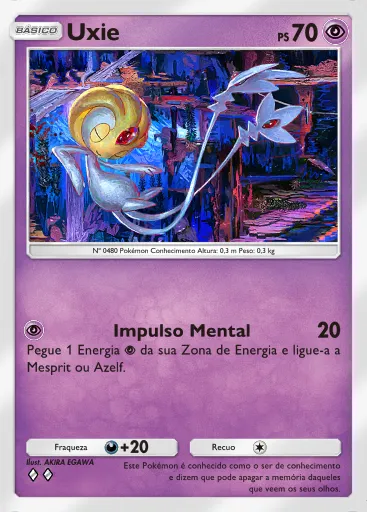 BÁSICO Uxie PS 70
Nº 0480 Pokémon Conhecimento Altura: 0,3 m Peso: 0,3 kg
Impulso Mental 20
Pegue 1 Energia da sua Zona de Energia e ligue-a a
Mesprit ou Azelf.
Fraqueza +20 Recuo
Ilust. AKIRA EGAWA
Este Pokémon é conhecido como o ser de conhecimento
e dizem que pode apagar a memória daqueles
que veem os seus olhos.